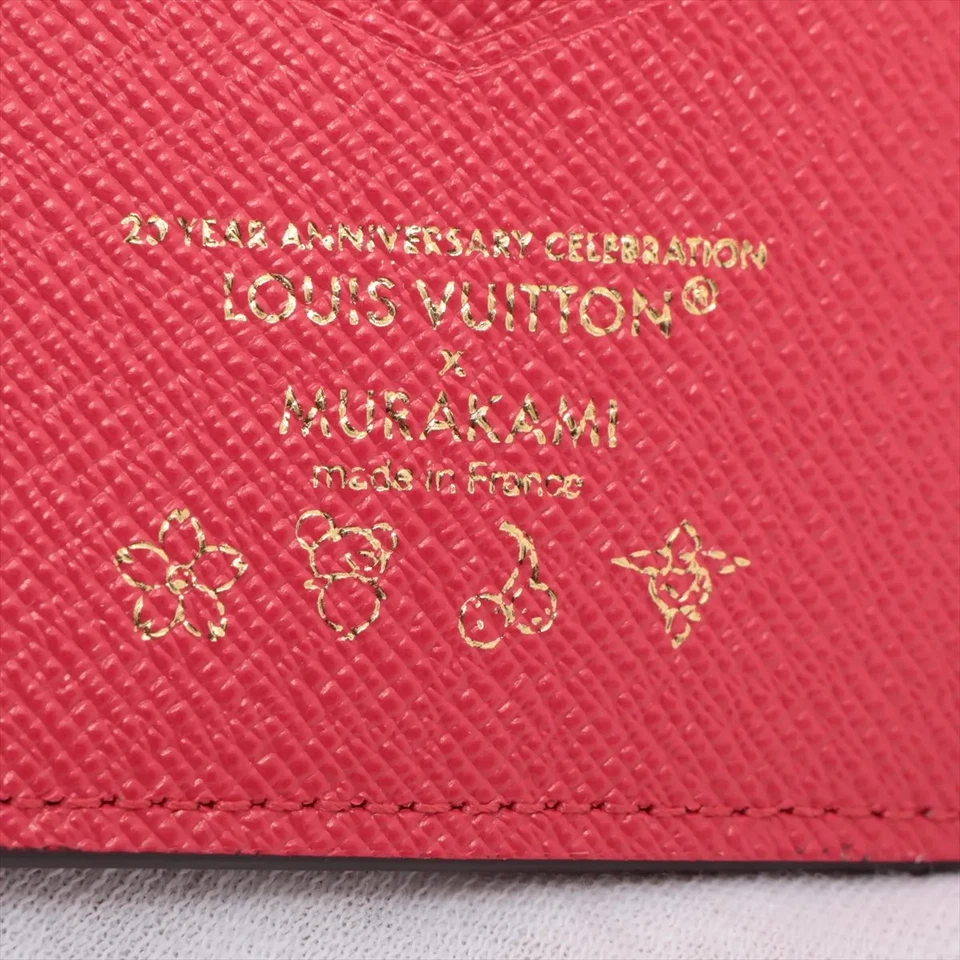 20 YEAR ANNIVERSARY CELEBRATION
LOUIS VUITTON®
x
MURAKAMI
made in France